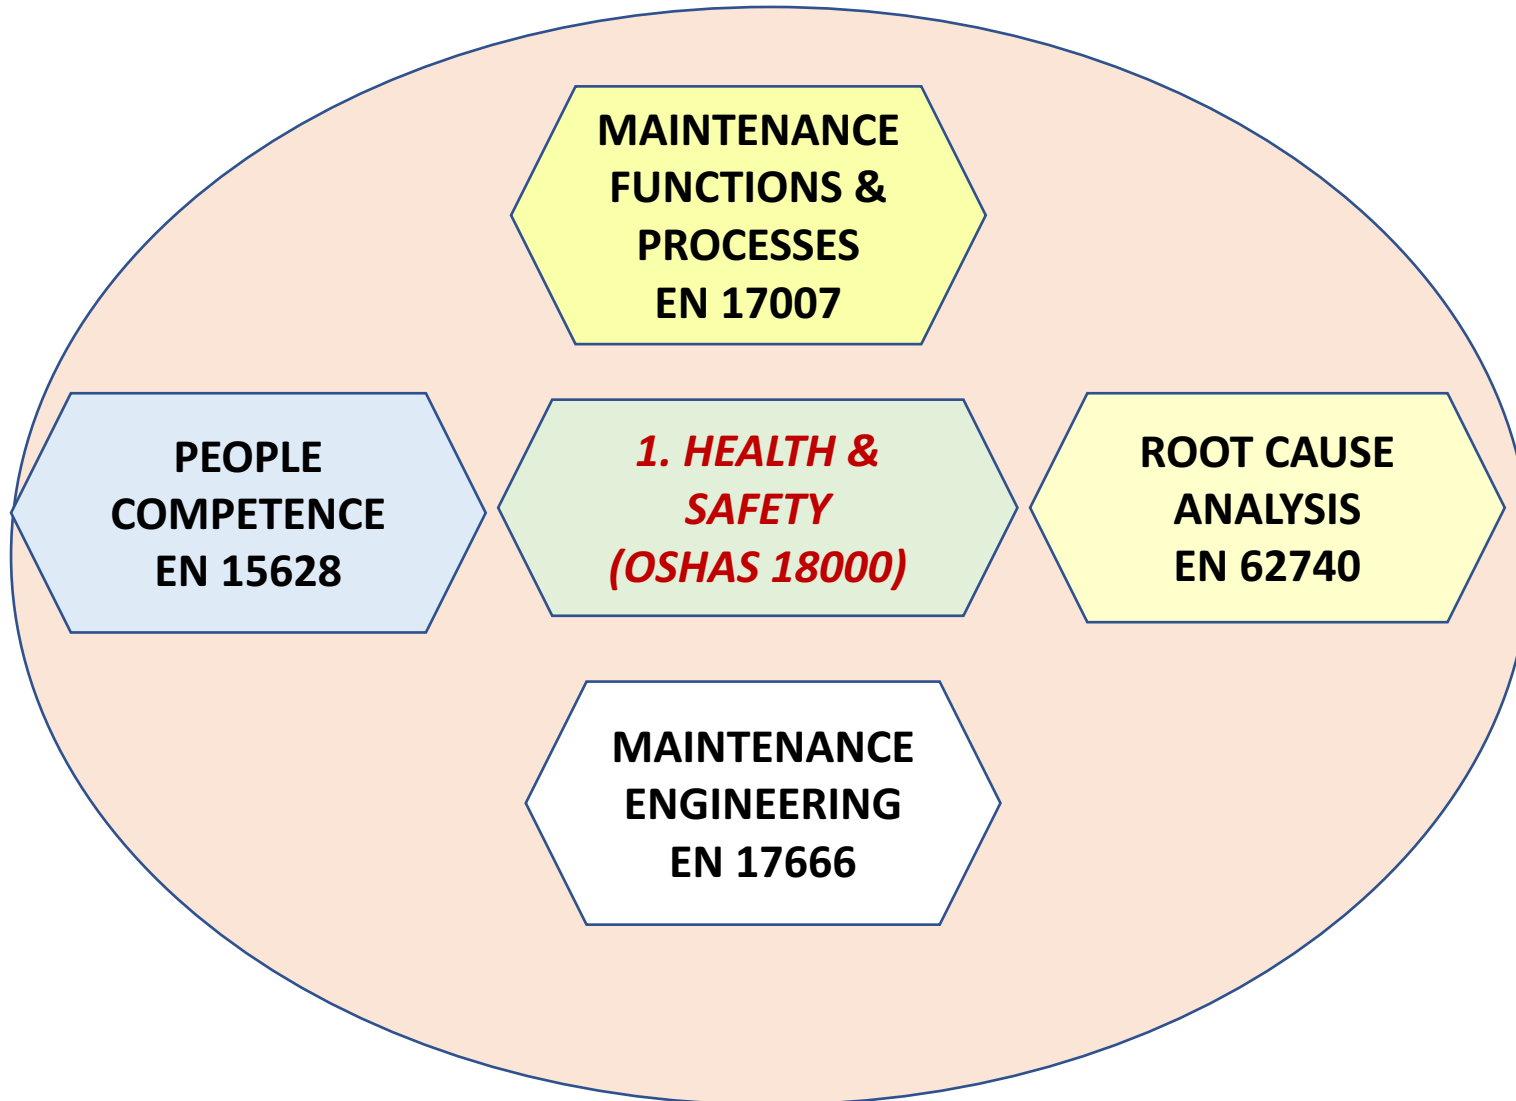 MAINTENANCE
FUNCTIONS &
PROCESSES
EN 17007
PEOPLE
COMPETENCE
EN 15628
1. HEALTH &
SAFETY
(OSHAS 18000)
ROOT CAUSE
ANALYSIS
EN 62740
MAINTENANCE
ENGINEERING
EN 17666